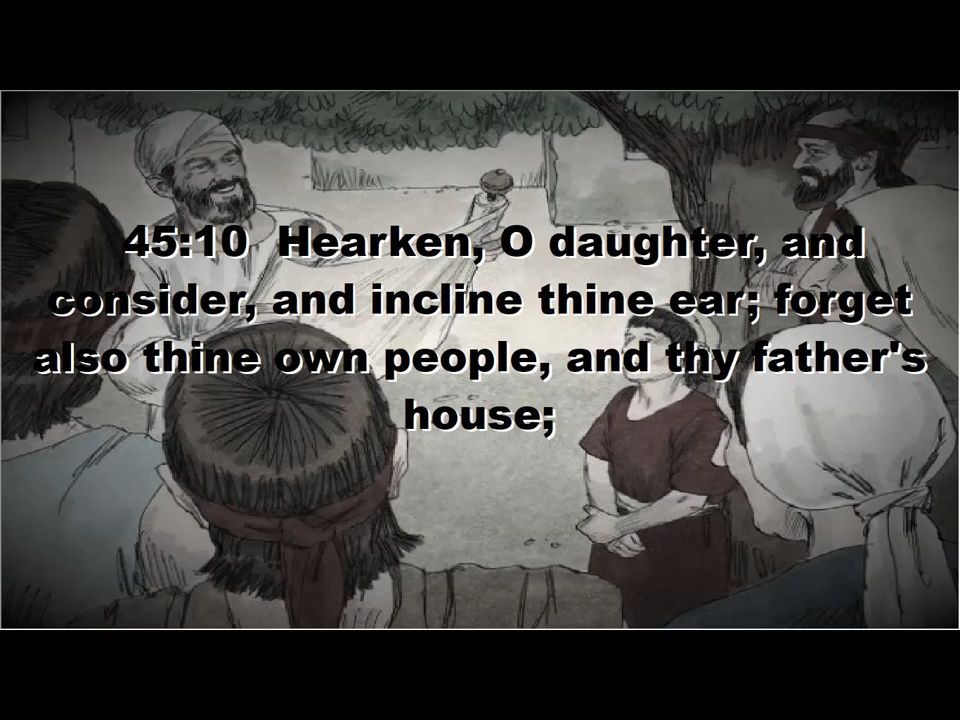 45:10  Hearken, O daughter, and
consider, and incline thine ear; forget
also thine own people, and thy father's
house;